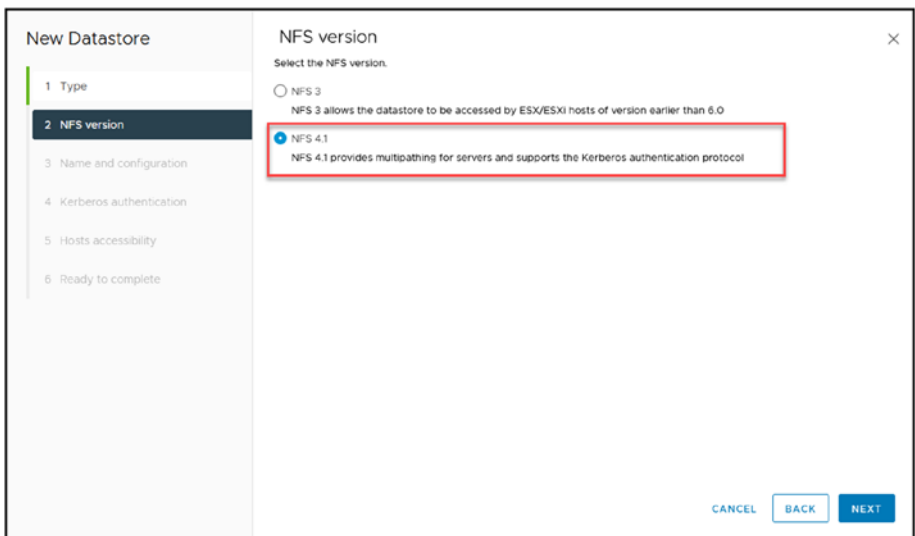 New Datastore
1 Type
2 NFS version
3 Name and configuration
4 Kerberos authentication
5 Hosts accessibility
6 Ready to complete
NFS version
Select the NFS version.
NFS 3
NFS 3 allows the datastore to be accessed by ESX/ESXi hosts of version earlier than 6.0
NFS 4.1
NFS 4.1 provides multipathing for servers and supports the Kerberos authentication protocol
CANCEL
BACK
NEXT